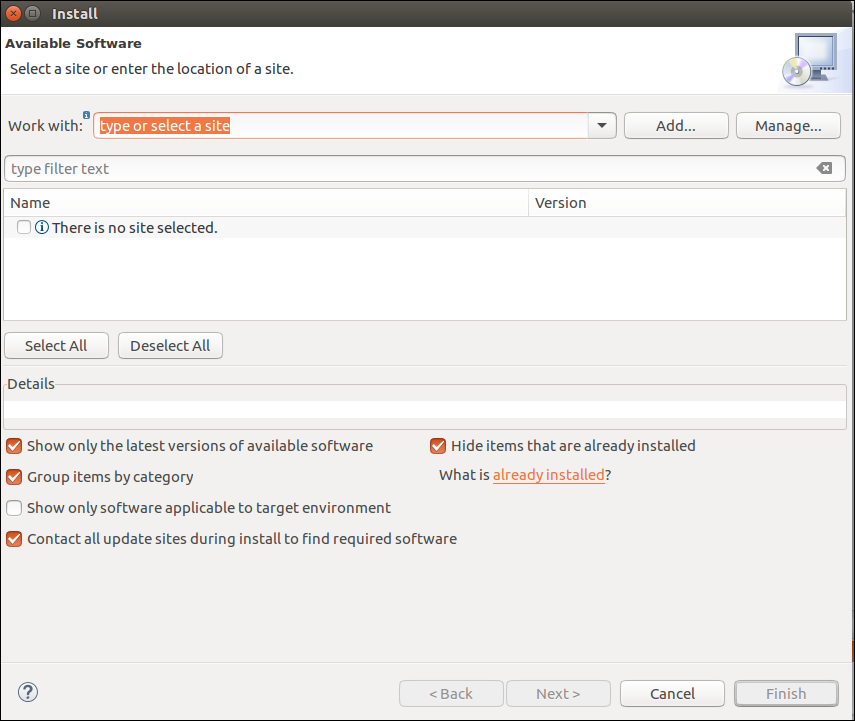 Install
Available Software
Select a site or enter the location of a site.
Work with: type or select a site Add... Manage...
type filter text
Name Version
There is no site selected.
Select All Deselect All
Details
Show only the latest versions of available software Hide items that are already installed
Group items by category What is already installed?
Show only software applicable to target environment
Contact all update sites during install to find required software
? < Back Next > Cancel Finish